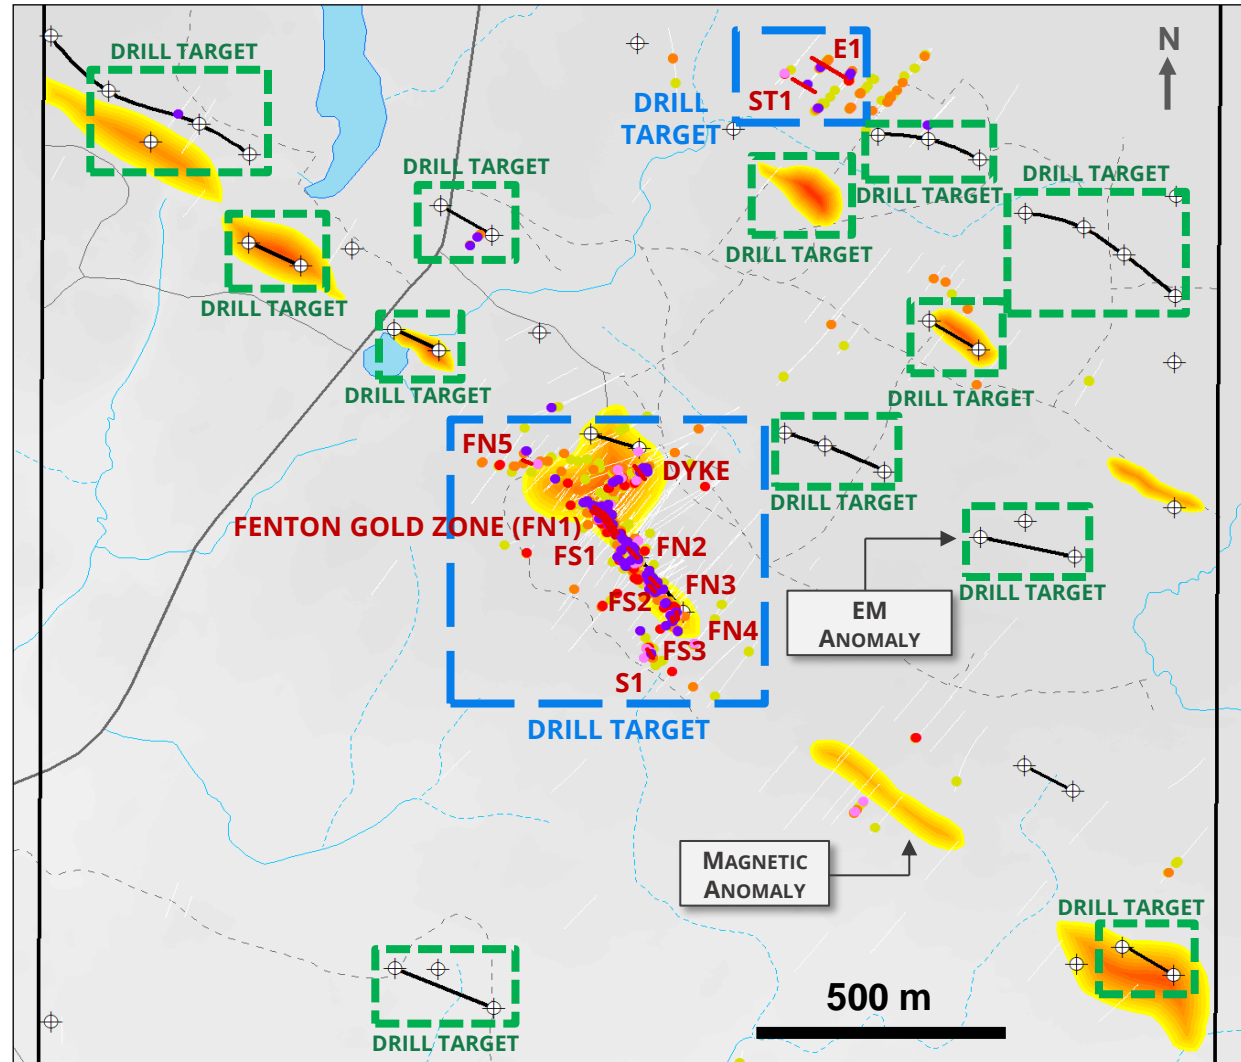 DRILL TARGET
E1
N
ST1
DRILL
TARGET
DRILL TARGET
DRILL TARGET
DRILL TARGET
DRILL TARGET
DRILL TARGET
DRILL TARGET
DRILL TARGET
DRILL TARGET
FN5
DYKE
DRILL TARGET
FENTON GOLD ZONE (FN1)
FS1
FN2
FN3
FS2
FN4
FS3
S1
DRILL TARGET
EM
ANOMALY
DRILL TARGET
MAGNETIC
ANOMALY
DRILL TARGET
500 m
DRILL TARGET